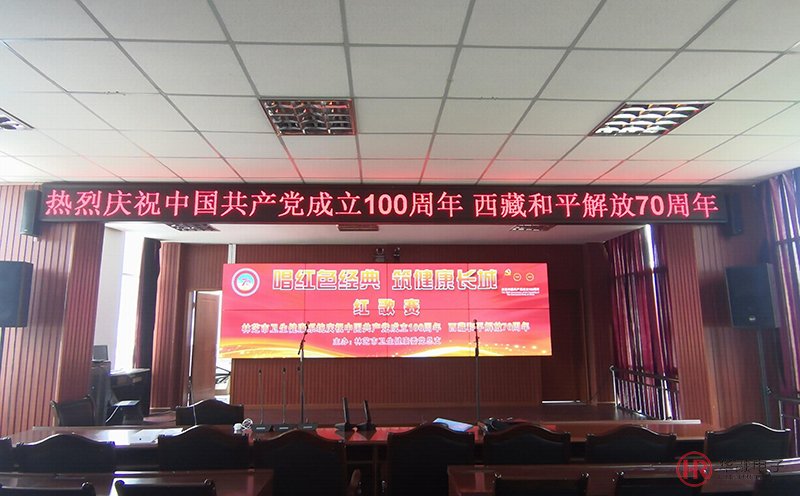 热烈庆祝中国共产党成立100周年 西藏和平解放70周年
唱红色经典 筑健康长城
红歌赛
林芝市卫生健康系统庆祝中国共产党成立100周年 西藏和平解放70周年
主办：林芝市卫生健康委党总支